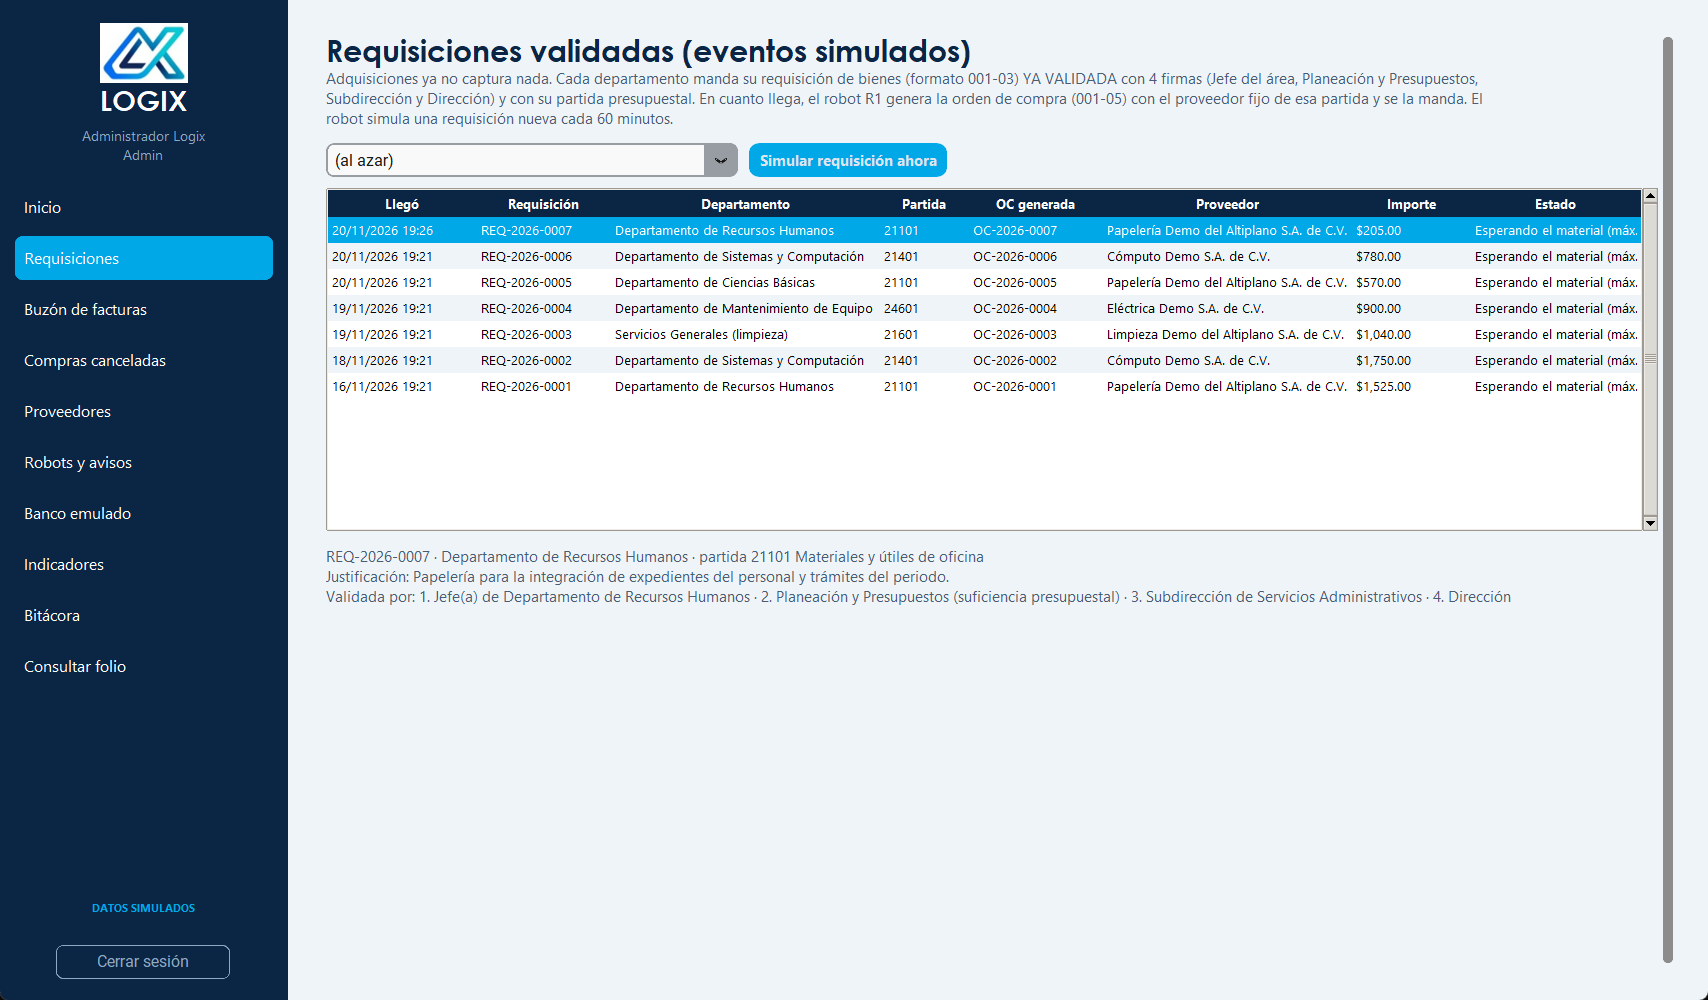 LOGIX
Administrador Logix
Admin
Inicio
Requisiciones
Buzón de facturas
Compras canceladas
Proveedores
Robots y avisos
Banco emulado
Indicadores
Bitácora
Consultar folio
DATOS SIMULADOS
Cerrar sesión
Requisiciones validadas (eventos simulados)
Adquisiciones ya no captura nada. Cada departamento manda su requisición de bienes (formato 001-03) YA VALIDADA con 4 firmas (Jefe del área, Planeación y Presupuestos,
Subdirección y Dirección) y con su partida presupuestal. En cuanto llega, el robot R1 genera la orden de compra (001-05) con el proveedor fijo de esa partida y se la manda. El
robot simula una requisición nueva cada 60 minutos.
(al azar)
Simular requisición ahora
Llegó Requisición Departamento Partida OC generada Proveedor Importe Estado
20/11/2026 19:26 REQ-2026-0007 Departamento de Recursos Humanos 21101 OC-2026-0007 Papelería Demo del Altiplano S.A. de C.V. $205.00 Esperando el material (máx.
20/11/2026 19:21 REQ-2026-0006 Departamento de Sistemas y Computación 21401 OC-2026-0006 Cómputo Demo S.A. de C.V. $780.00 Esperando el material (máx.
20/11/2026 19:21 REQ-2026-0005 Departamento de Ciencias Básicas 21101 OC-2026-0005 Papelería Demo del Altiplano S.A. de C.V. $570.00 Esperando el material (máx.
19/11/2026 19:21 REQ-2026-0004 Departamento de Mantenimiento de Equipo 24601 OC-2026-0004 Eléctrica Demo S.A. de C.V. $900.00 Esperando el material (máx.
19/11/2026 19:21 REQ-2026-0003 Servicios Generales (limpieza) 21601 OC-2026-0003 Limpieza Demo del Altiplano S.A. de C.V. $1,040.00 Esperando el material (máx.
18/11/2026 19:21 REQ-2026-0002 Departamento de Sistemas y Computación 21401 OC-2026-0002 Cómputo Demo S.A. de C.V. $1,750.00 Esperando el material (máx.
16/11/2026 19:21 REQ-2026-0001 Departamento de Recursos Humanos 21101 OC-2026-0001 Papelería Demo del Altiplano S.A. de C.V. $1,525.00 Esperando el material (máx.
REQ-2026-0007 · Departamento de Recursos Humanos · partida 21101 Materiales y útiles de oficina
Justificación: Papelería para la integración de expedientes del personal y trámites del periodo.
Validada por: 1. Jefe(a) de Departamento de Recursos Humanos · 2. Planeación y Presupuestos (suficiencia presupuestal) · 3. Subdirección de Servicios Administrativos · 4. Dirección